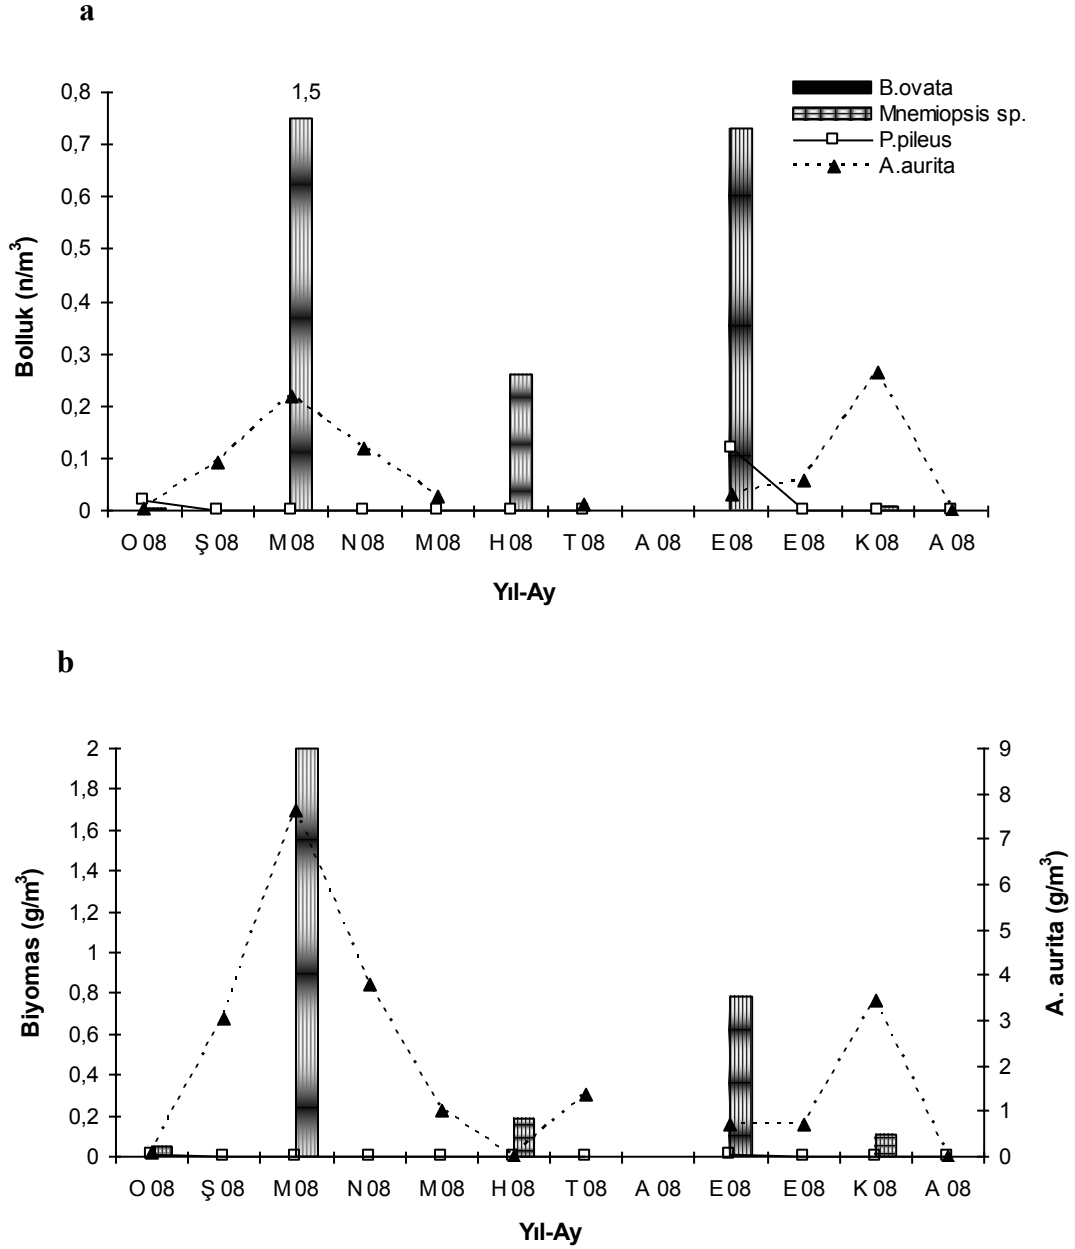 a
1,5
B.ovata
Mnemiopsis sp.
P.pileus
A.aurita
0,8
0,7
0,6
0,5
0,4
0,3
0,2
0,1
0
Bolluk (n/m³)
O 08 Ş 08 M 08 N 08 M 08 H 08 T 08 A 08 E 08 E 08 K 08 A 08
Yıl-Ay
b
2
1,8
1,6
1,4
1,2
1
0,8
0,6
0,4
0,2
0
Biyomas (g/m³)
9
8
7
6
5
4
3
2
1
0
A. aurita (g/m³)
O 08 Ş 08 M 08 N 08 M 08 H 08 T 08 A 08 E 08 E 08 K 08 A 08
Yıl-Ay